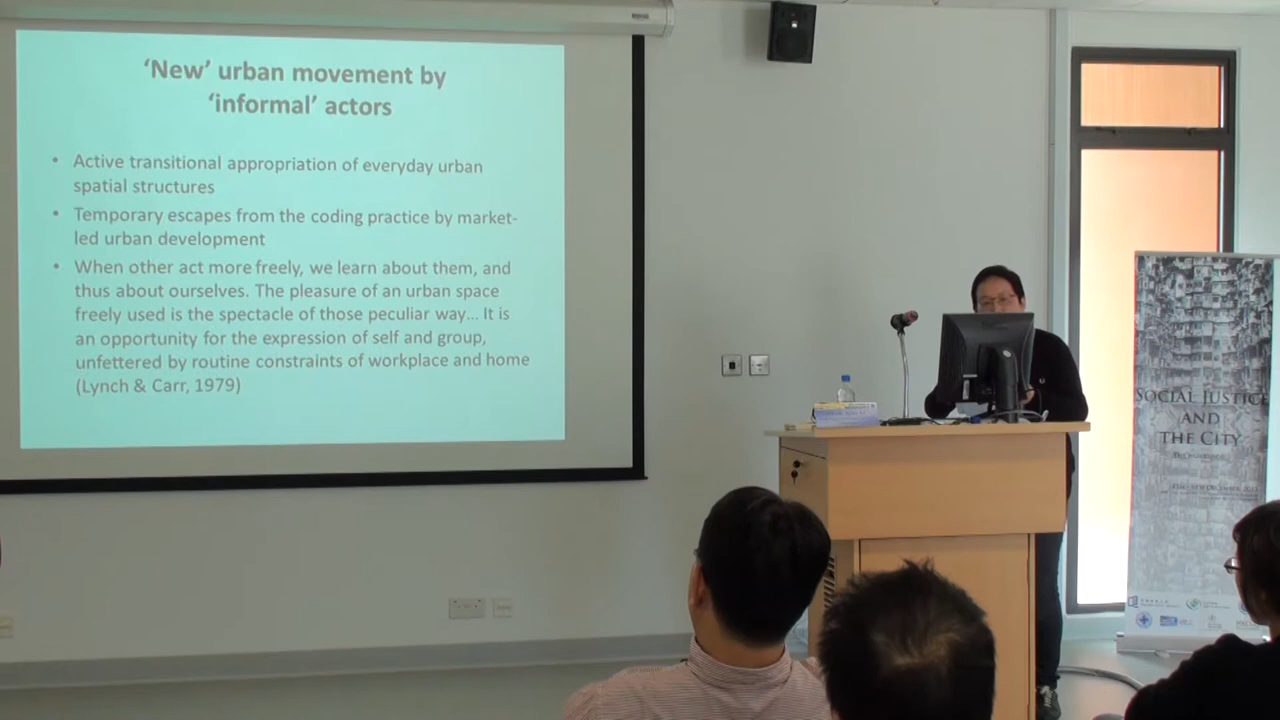 ‘New’ urban movement by
‘informal’ actors
• Active transitional appropriation of everyday urban
spatial structures
• Temporary escapes from the coding practice by market-
led urban development
• When other act more freely, we learn about them, and
thus about ourselves. The pleasure of an urban space
freely used is the spectacle of those peculiar way... It is
an opportunity for the expression of self and group,
unfettered by routine constraints of workplace and home
(Lynch & Carr, 1979)
Social Justice
and
the City